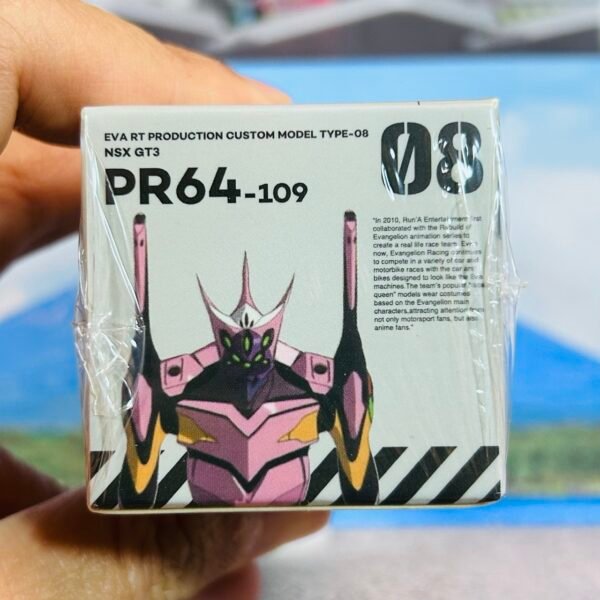 EVA RT PRODUCTION CUSTOM MODEL TYPE-08
NSX GT3
PR64-109
08
"In 2010, Run'A Entertainment first
collaborated with the Rebuild of
Evangelion animation series to
create a real life race team. Even
now, Evangelion Racing continues
to compete in a variety of car and
motorbike races with the car and
bikes designed to look like the Eva
machines. The team's popular "race
queen" models wear costumes
based on the Evangelion main
characters,attracting attention from
not only motorsport fans, but also
anime fans."